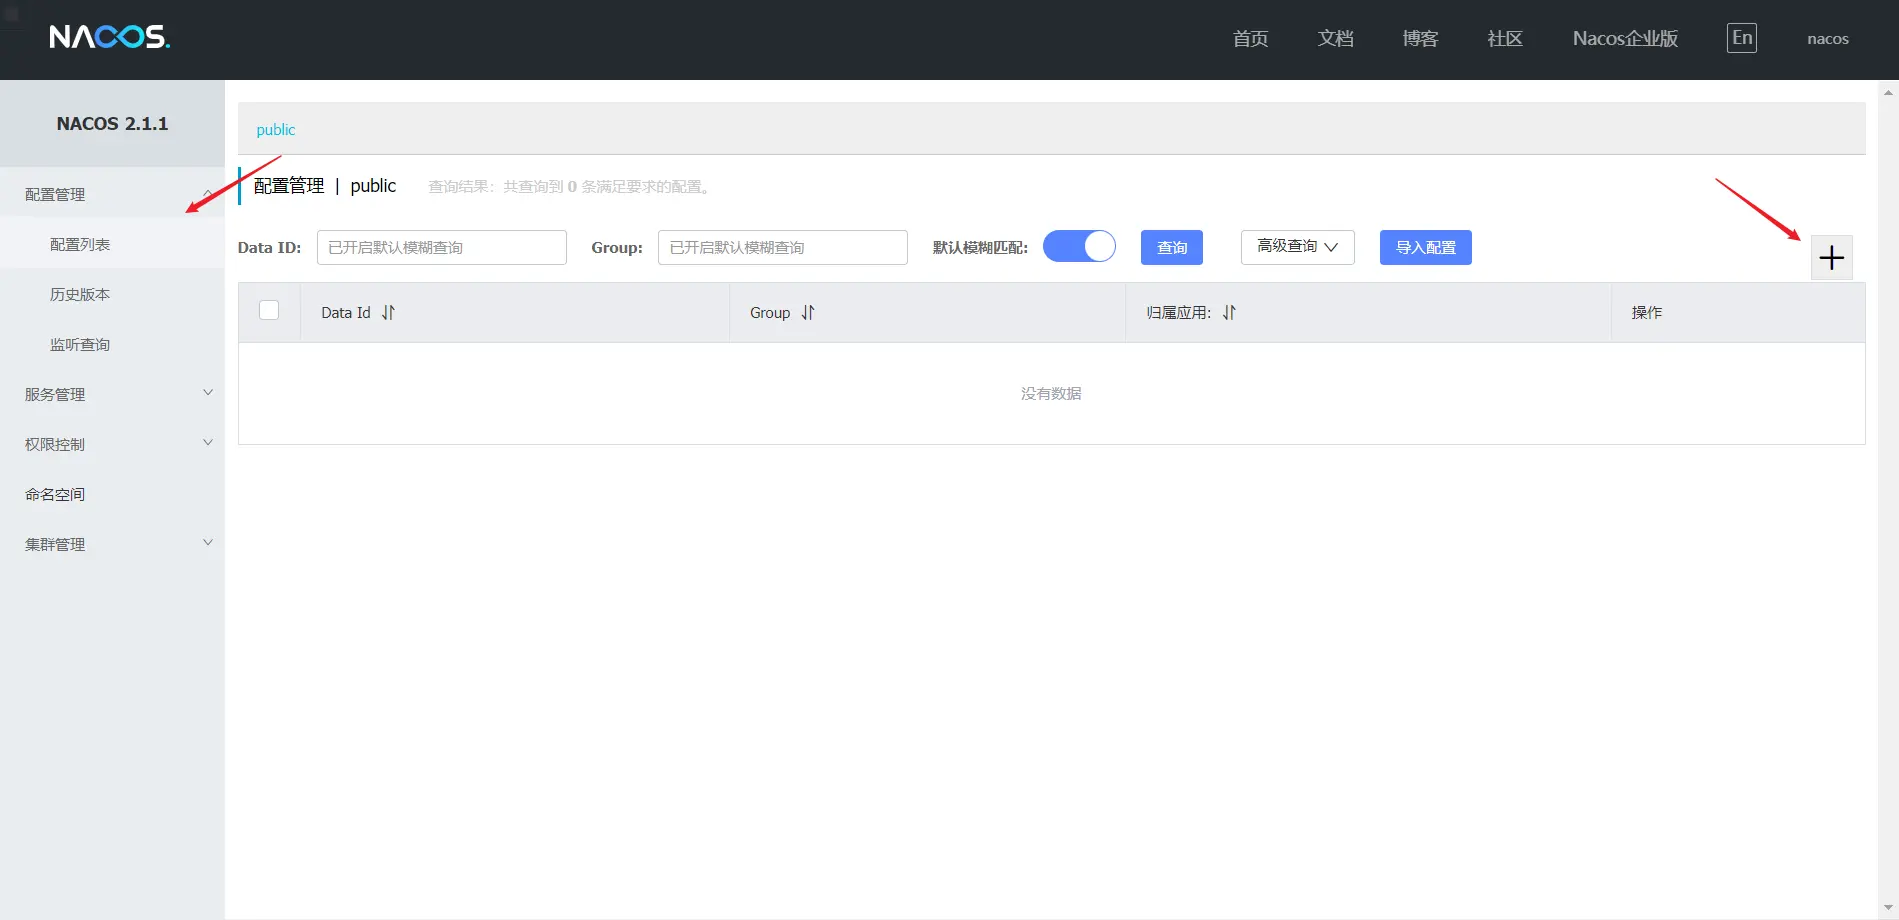 NACOS.
首页 文档 博客 社区 Nacos企业版 En nacos
NACOS 2.1.1
配置管理
配置列表
历史版本
监听查询
服务管理
权限控制
命名空间
集群管理
public
配置管理 | public 查询结果：共查询到 0 条满足要求的配置。
Data ID: 已开启默认模糊查询 Group: 已开启默认模糊查询 默认模糊匹配: 查询 高级查询 导入配置
Data Id Group 归属应用: 操作
没有数据